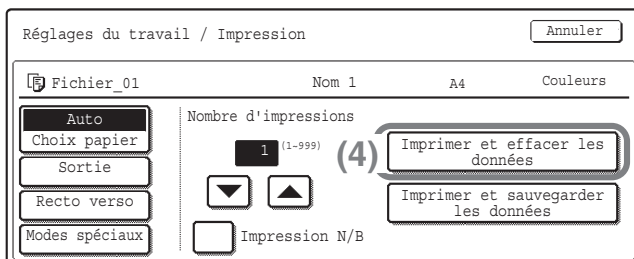 Réglages du travail / Impression
Annuler
Fichier_01
Nom 1
A4
Couleurs
Auto
Choix papier
Sortie
Recto verso
Modes spéciaux
Nombre d'impressions
1
(1-999)
Impression N/B
(4)
Imprimer et effacer les
données
Imprimer et sauvegarder
les données